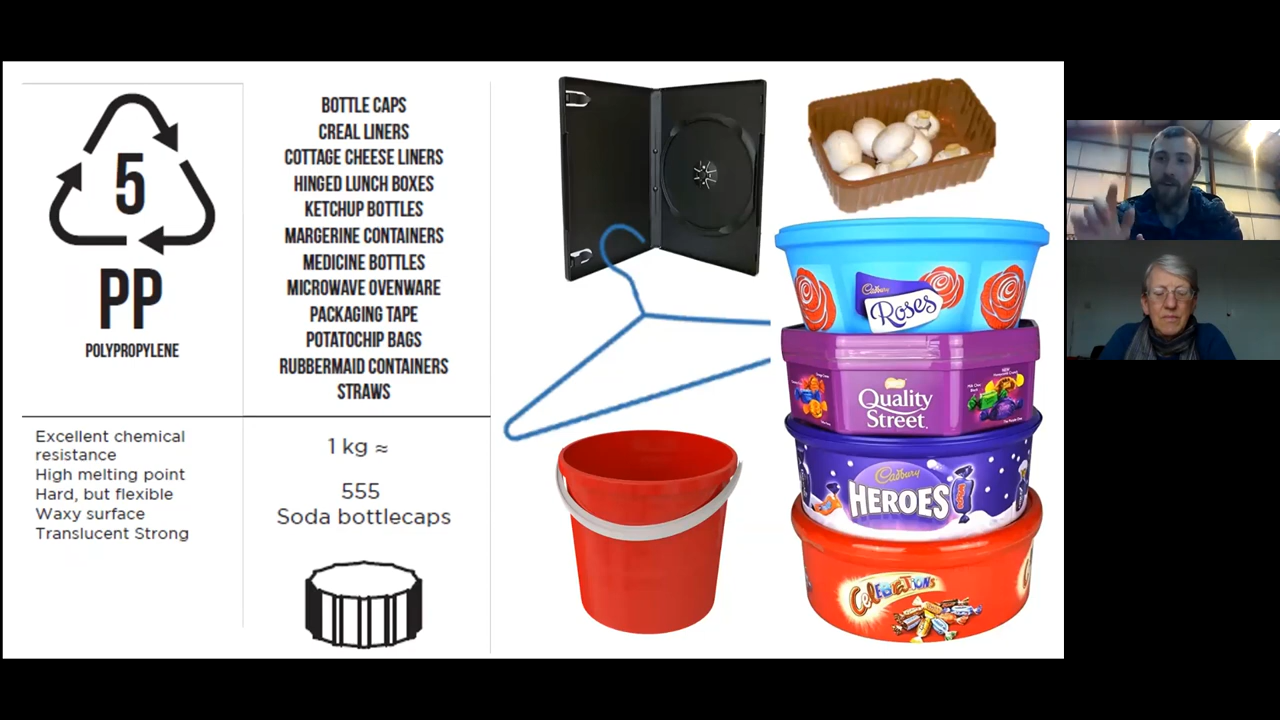 5
PP
POLYPROPYLENE
BOTTLE CAPS
CREAL LINERS
COTTAGE CHEESE LINERS
HINGED LUNCH BOXES
KETCHUP BOTTLES
MARGERINE CONTAINERS
MEDICINE BOTTLES
MICROWAVE OVENWARE
PACKAGING TAPE
POTATOCHIP BAGS
RUBBERMAID CONTAINERS
STRAWS
Excellent chemical
resistance
High melting point
Hard, but flexible
Waxy surface
Translucent Strong
1 kg ≈
555
Soda bottlecaps
Cadbury
Roses
Quality
Street
Cadbury
HEROES
CELEBRATIONS